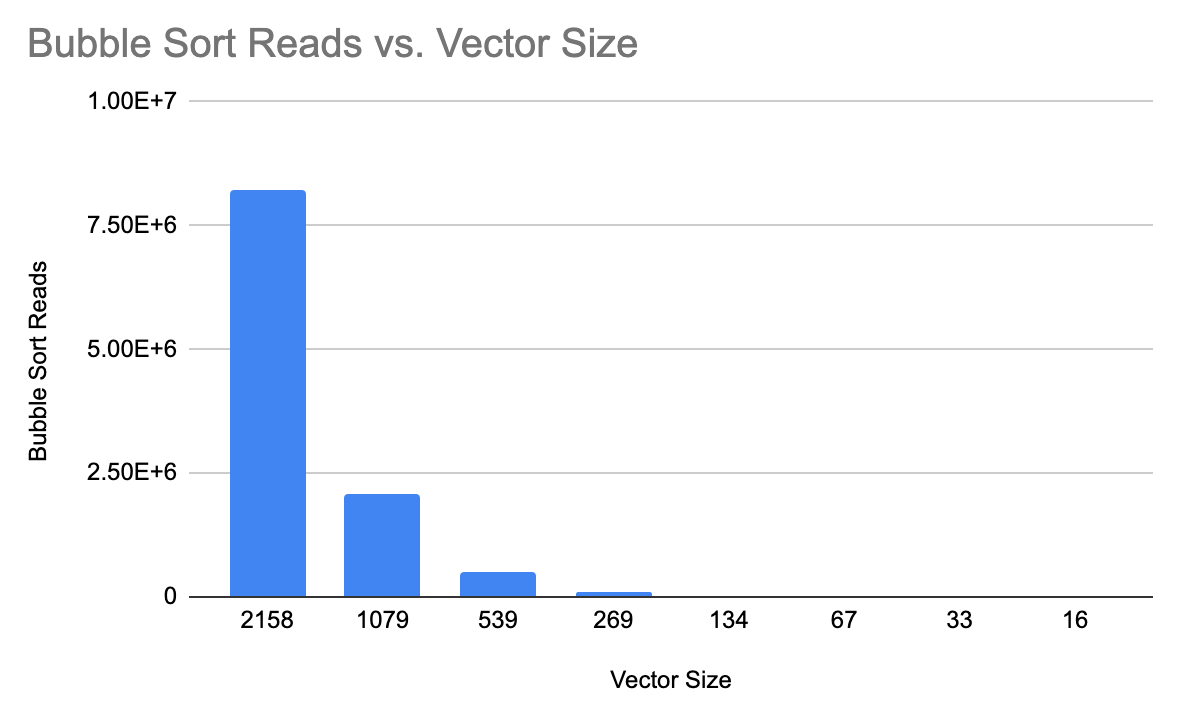 Bubble Sort Reads vs. Vector Size
1.00E+7
7.50E+6
5.00E+6
2.50E+6
0
Bubble Sort Reads
2158 1079 539 269 134 67 33 16
Vector Size